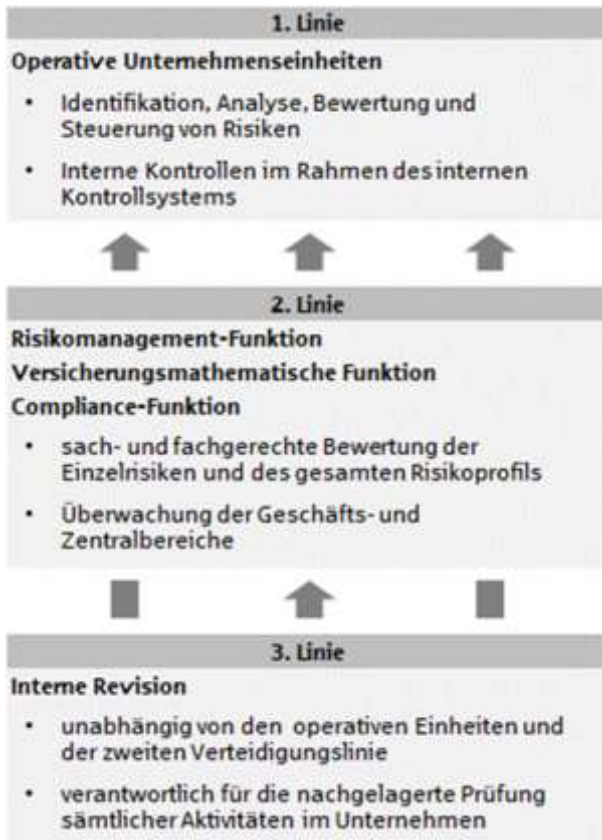 1. Linie
Operative Unternehmenseinheiten
• Identifikation, Analyse, Bewertung und
Steuerung von Risiken
• Interne Kontrollen im Rahmen des internen
Kontrollsystems
2. Linie
Risikomanagement-Funktion
Versicherungsmathematische Funktion
Compliance-Funktion
• sach- und fachgerechte Bewertung der
Einzelrisiken und des gesamten Risikoprofils
• Überwachung der Geschäfts- und
Zentralbereiche
3. Linie
Interne Revision
• unabhängig von den operativen Einheiten und
der zweiten Verteidigungslinie
• verantwortlich für die nachgelagerte Prüfung
sämtlicher Aktivitäten im Unternehmen